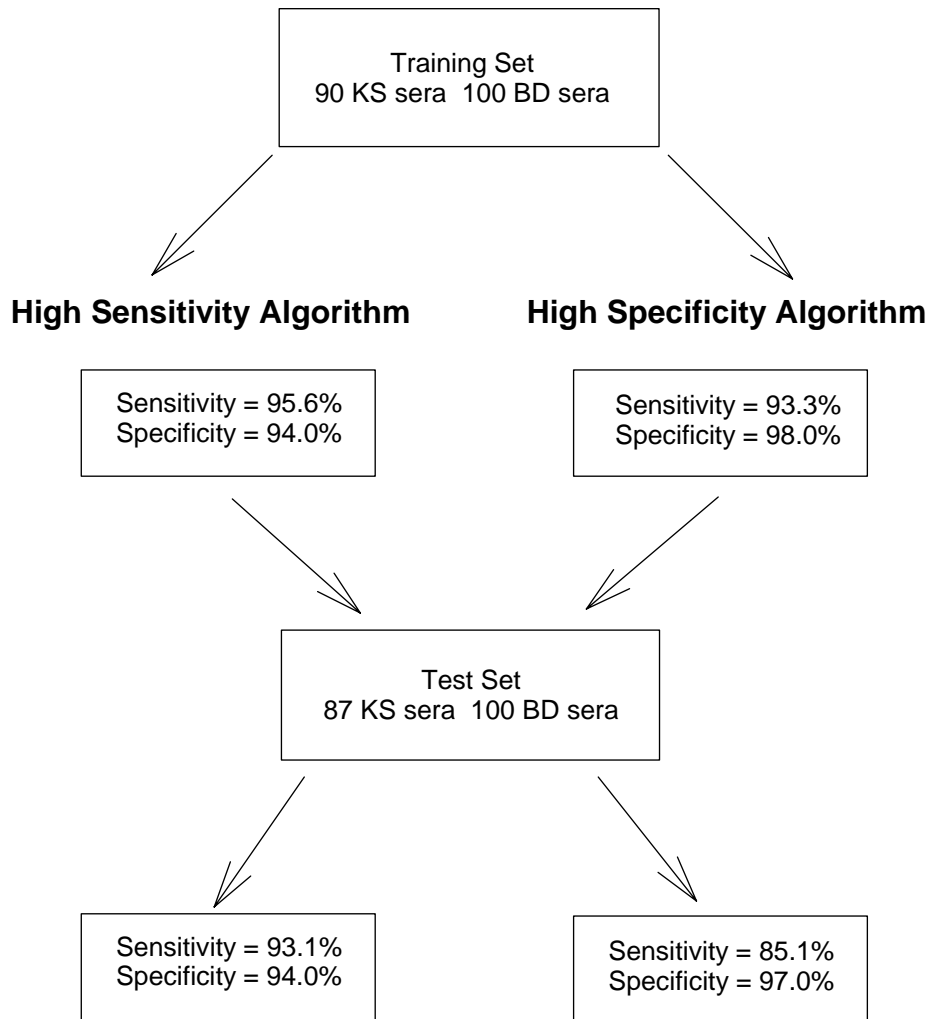 Training Set
90 KS sera  100 BD sera
High Sensitivity Algorithm
High Specificity Algorithm
Sensitivity = 95.6%
Specificity = 94.0%
Sensitivity = 93.3%
Specificity = 98.0%
Test Set
87 KS sera  100 BD sera
Sensitivity = 93.1%
Specificity = 94.0%
Sensitivity = 85.1%
Specificity = 97.0%